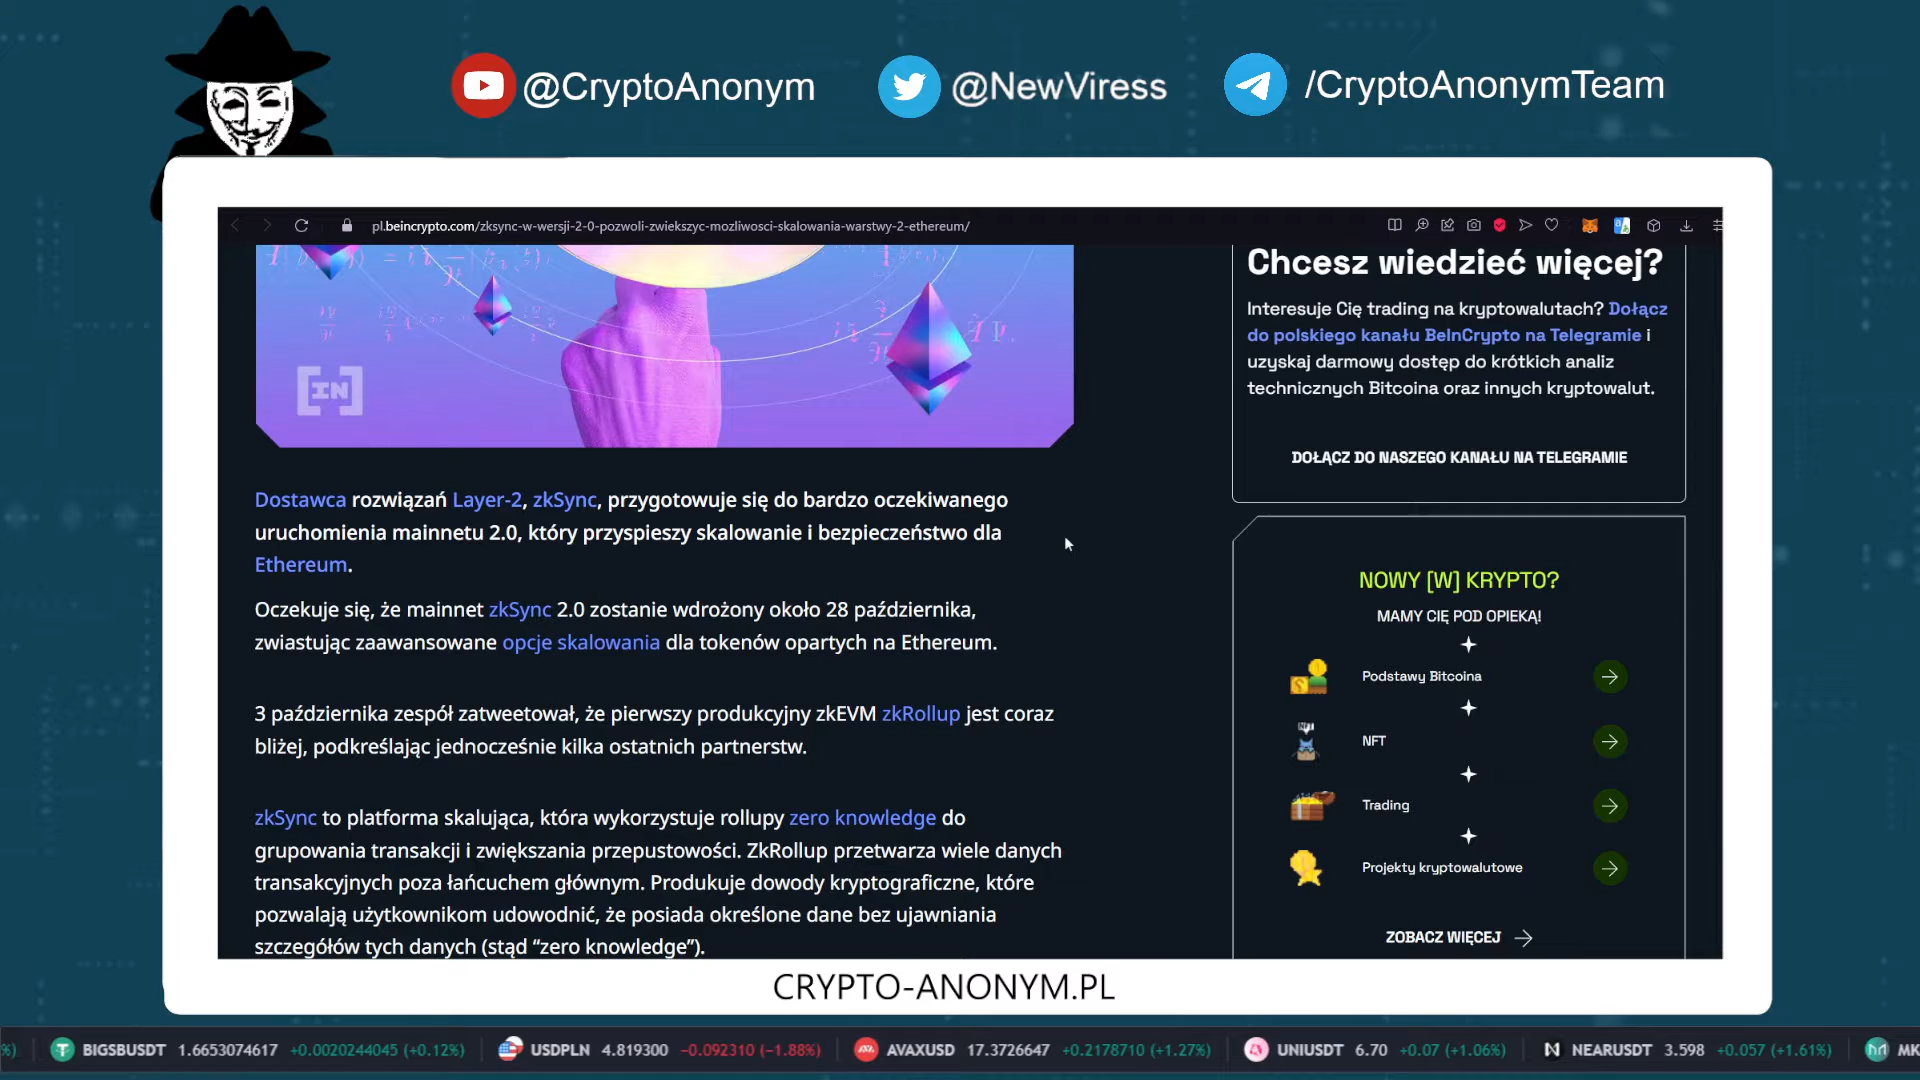 @CryptoAnonym
@NewViress
/CryptoAnonymTeam
pl.beincrypto.com/zksync-w-wersji-2-0-pozwoli-zwiekszyc-mozliwosci-skalowania-warstwy-2-ethereum/
[IN]
Dostawca rozwiązań Layer-2, zkSync, przygotowuje się do bardzo oczekiwanego
uruchomienia mainnetu 2.0, który przyspieszy skalowanie i bezpieczeństwo dla
Ethereum.
Oczekuje się, że mainnet zkSync 2.0 zostanie wdrożony około 28 października,
zwiastując zaawansowane opcje skalowania dla tokenów opartych na Ethereum.
3 października zespół zatweetował, że pierwszy produkcyjny zkEVM zkRollup jest coraz
bliżej, podkreślając jednocześnie kilka ostatnich partnerstw.
zkSync to platforma skalująca, która wykorzystuje rollupy zero knowledge do
grupowania transakcji i zwiększania przepustowości. ZkRollup przetwarza wiele danych
transakcyjnych poza łańcuchem głównym. Produkuje dowody kryptograficzne, które
pozwalają użytkownikom udowodnić, że posiada określone dane bez ujawniania
szczegółów tych danych (stąd “zero knowledge”).
Chcesz wiedzieć więcej?
Interesuje Cię trading na kryptowalutach? Dołącz
do polskiego kanału BeInCrypto na Telegramie i
uzyskaj darmowy dostęp do krótkich analiz
technicznych Bitcoina oraz innych kryptowalut.
DOŁĄCZ DO NASZEGO KANAŁU NA TELEGRAMIE
NOWY [W] KRYPTO?
MAMY CIĘ POD OPIEKĄ!
Podstawy Bitcoina
NFT
NFT
Trading
Projekty kryptowalutowe
ZOBACZ WIĘCEJ
CRYPTO-ANONYM.PL
%) BIGSBUSDT 1.6653074617 +0.0020244045 (+0.12%) USDPLN 4.819300 −0.092310 (−1.88%) AVAXUSD 17.3726647 +0.2178710 (+1.27%) UNIUSDT 6.70 +0.07 (+1.06%) NEARUSDT 3.598 +0.057 (+1.61%) MK